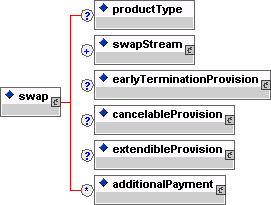 productType
?
swapStream
+
e
earlyTerminationProvision
?
e
swap
e
cancelableProvision
?
e
extendibleProvision
?
e
additionalPayment
*
e